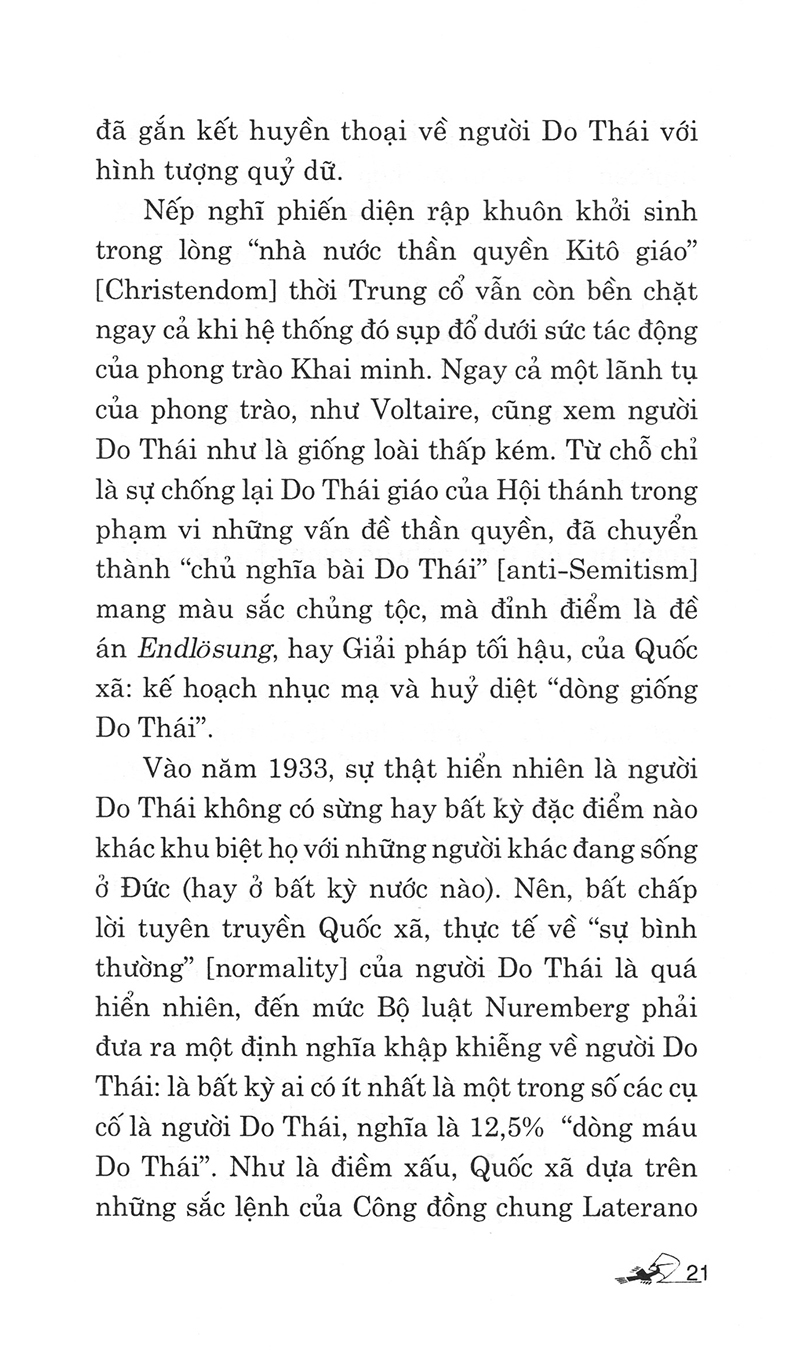 đã gắn kết huyền thoại về người Do Thái với
hình tượng quỷ dữ.
Nếp nghĩ phiến diện rập khuôn khởi sinh
trong lòng “nhà nước thần quyền Kitô giáo”
[Christendom] thời Trung cổ vẫn còn bền chặt
ngay cả khi hệ thống đó sụp đổ dưới sức tác động
của phong trào Khai minh. Ngay cả một lãnh tụ
của phong trào, như Voltaire, cũng xem người
Do Thái như là giống loài thấp kém. Từ chỗ chỉ
là sự chống lại Do Thái giáo của Hội thánh trong
phạm vi những vấn đề thần quyền, đã chuyển
thành “chủ nghĩa bài Do Thái” [anti-Semitism]
mang màu sắc chủng tộc, mà đỉnh điểm là đề
án Endlösung, hay Giải pháp tối hậu, của Quốc
xã: kế hoạch nhục mạ và huỷ diệt “dòng giống
Do Thái”.
Vào năm 1933, sự thật hiển nhiên là người
Do Thái không có sừng hay bất kỳ đặc điểm nào
khác khu biệt họ với những người khác đang sống
ở Đức (hay ở bất kỳ nước nào). Nên, bất chấp
lời tuyên truyền Quốc xã, thực tế về “sự bình
thường” [normality] của người Do Thái là quá
hiển nhiên, đến mức Bộ luật Nuremberg phải
đưa ra một định nghĩa khập khiễng về người Do
Thái: là bất kỳ ai có ít nhất là một trong số các cụ
cố là người Do Thái, nghĩa là 12,5% “dòng máu
Do Thái”. Như là điềm xấu, Quốc xã dựa trên
những sắc lệnh của Công đồng chung Laterano
21